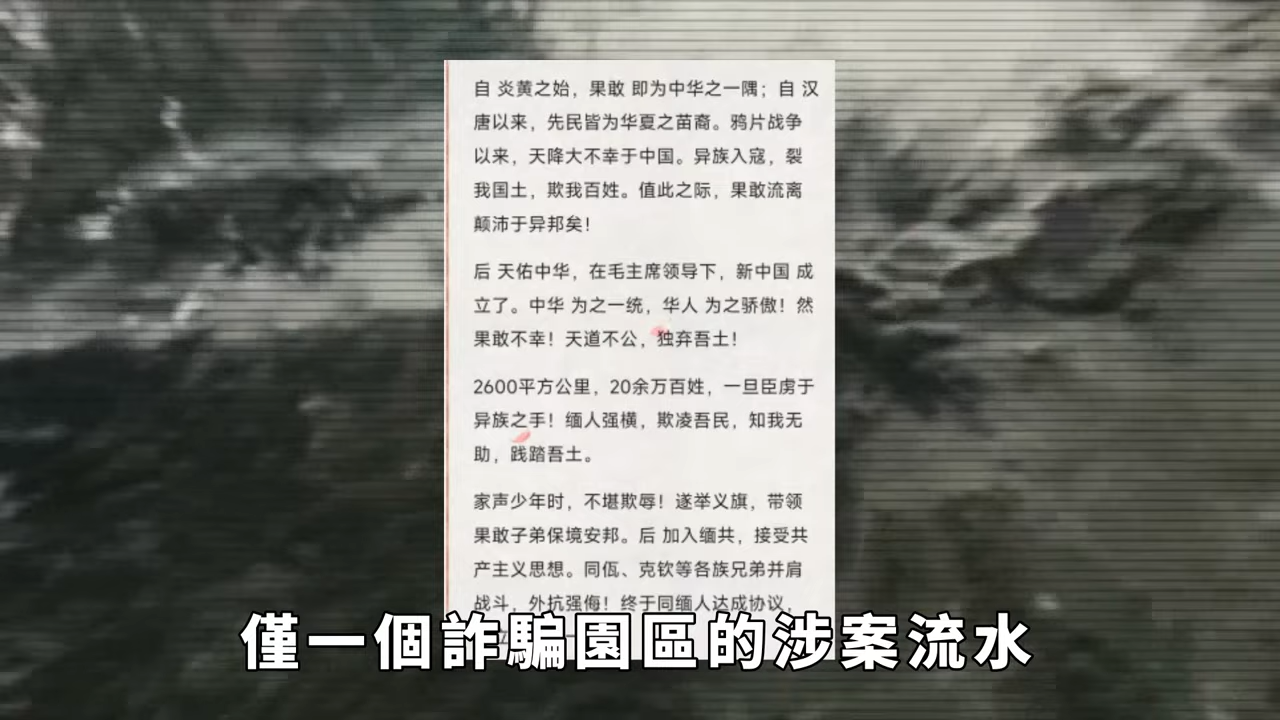 自 炎黄之始，果敢 即为中华之一隅；自 汉
唐以来，先民皆为华夏之苗裔。鸦片战争
以来，天降大不幸于中国。异族入寇，裂
我国土，欺我百姓。值此之际，果敢流离
颠沛于异邦矣！
后 天佑中华，在毛主席领导下，新中国 成
立了。中华 为之一统，华人 为之骄傲！然
果敢不幸！天道不公，独弃吾土！
2600平方公里，20余万百姓，一旦臣虏于
异族之手！缅人强横，欺凌吾民，知我无
助，践踏吾土。
家声少年时，不堪欺辱！遂举义旗，带领
果敢子弟保境安邦。后 加入缅共，接受共
产主义思想。同佤、克钦等各族兄弟并肩
战斗，外抗强侮！终于同缅人达成协议，
僅一個詐騙園區的涉案流水